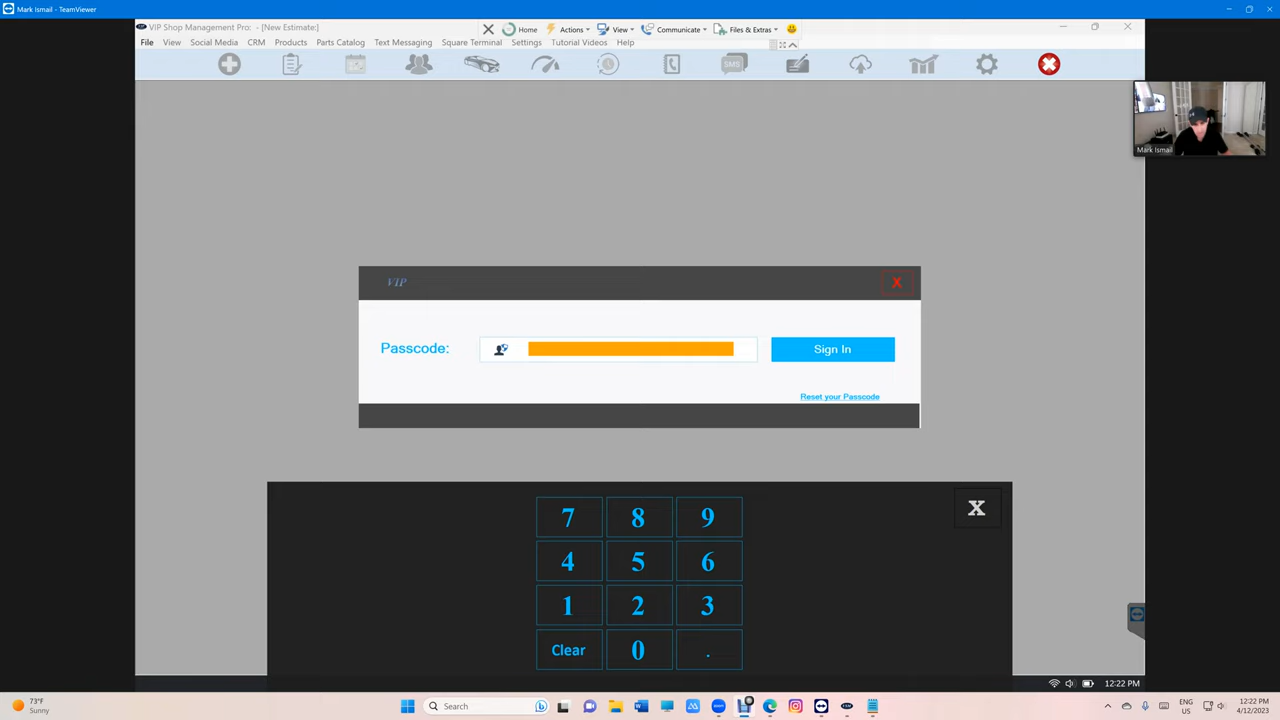 Mark Ismail - TeamViewer
VIP Shop Management Pro: - [New Estimate:]
Home Actions View Communicate Files & Extras
File View Social Media CRM Products Parts Catalog Text Messaging Square Terminal Settings Tutorial Videos Help
SMS
Mark Ismail
VIP X
Passcode: Sign In
Reset your Passcode
X
7 8 9
4 5 6
1 2 3
Clear 0 .
12:22 PM
73°F
Sunny
Search
ENG
US
12:22 PM
4/12/2023